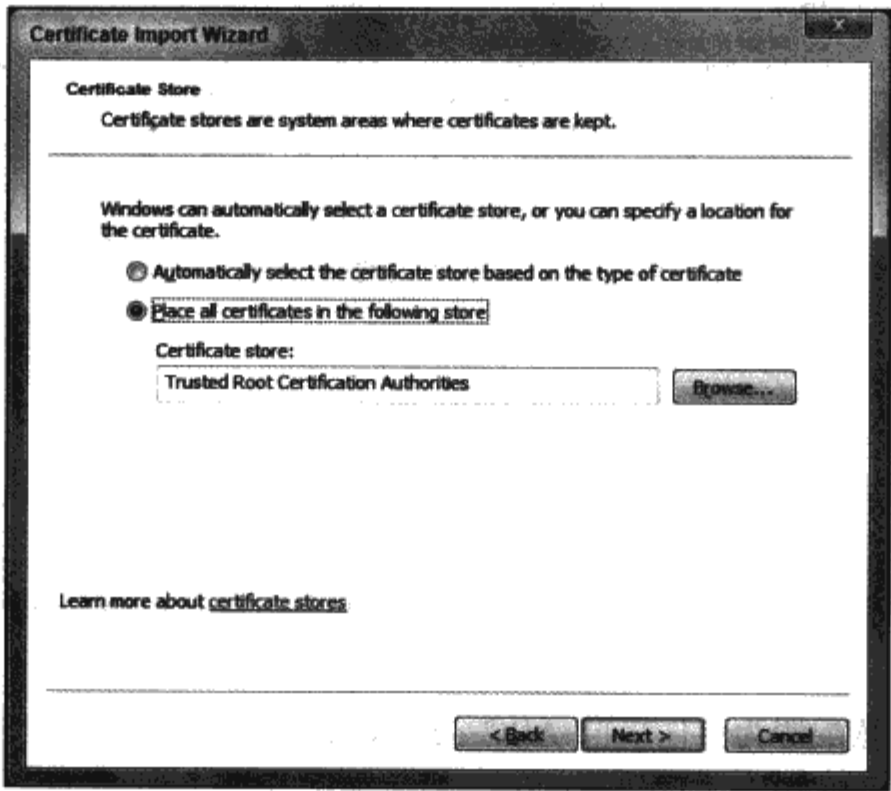 Certificate Import Wizard
Certificate Store
Certificate stores are system areas where certificates are kept.
Windows can automatically select a certificate store, or you can specify a location for
the certificate.
Automatically select the certificate store based on the type of certificate
Place all certificates in the following store
Certificate store:
Trusted Root Certification Authorities
Browse...
Learn more about certificate stores
< Back
Next >
Cancel